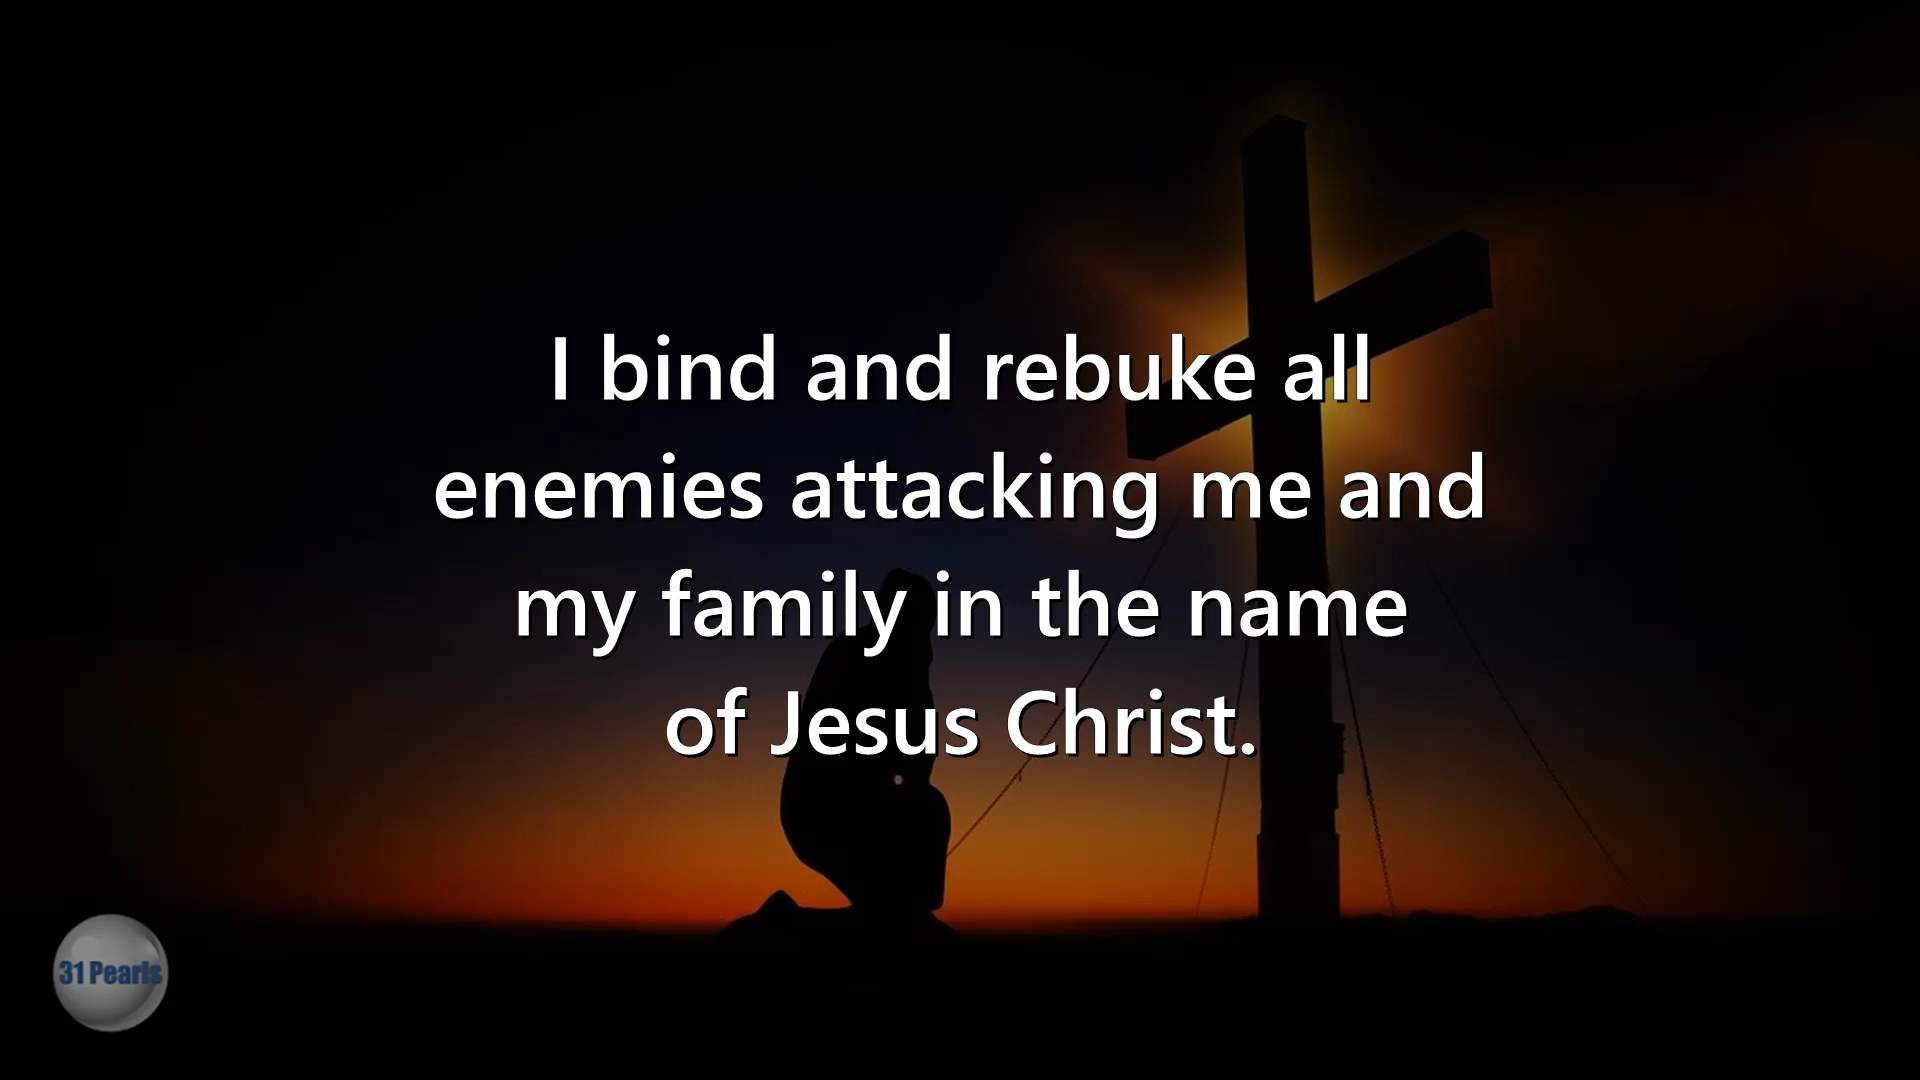 I bind and rebuke all
enemies attacking me and
my family in the name
of Jesus Christ.
31 Pearls